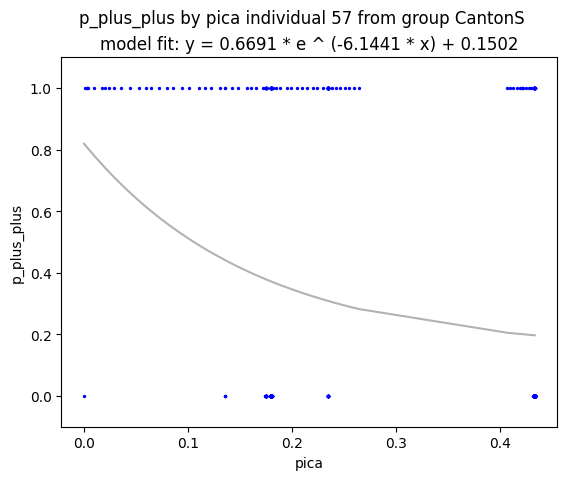 p_plus_plus by pica individual 57 from group CantonS
model fit: y = 0.6691 * e ^ (-6.1441 * x) + 0.1502
1.0
0.8
0.6
0.4
0.2
0.0
p_plus_plus
0.0 0.1 0.2 0.3 0.4
pica